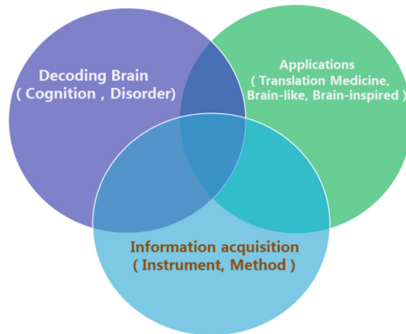 Decoding Brain
( Cognition , Disorder)
Applications
( Translation Medicine,
Brain-like, Brain-inspired )
Information acquisition
( Instrument, Method )